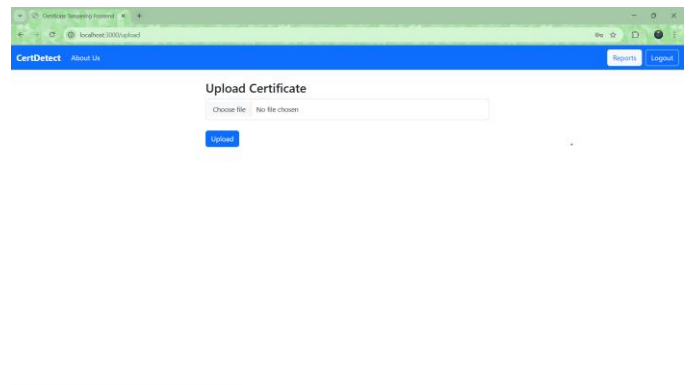 Certificate Tampering Frontend
localhost:3000/upload
CertDetect About Us Reports Logout
Upload Certificate
Choose file No file chosen
Upload